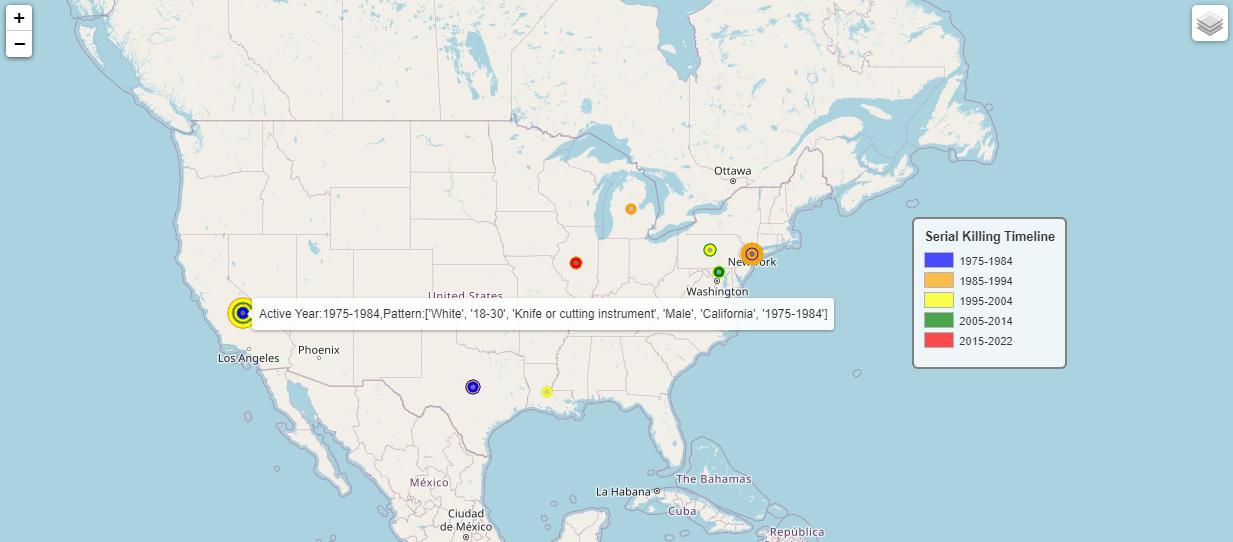 +
−
Ottawa
Serial Killing Timeline
1975-1984
1985-1994
1995-2004
2005-2014
2015-2022
New York
Washington
United States
Active Year:1975-1984,Pattern:['White', '18-30', 'Knife or cutting instrument', 'Male', 'California', '1975-1984']
Los Angeles
Phoenix
México
The Bahamas
La Habana
Cuba
Ciudad
de México
República